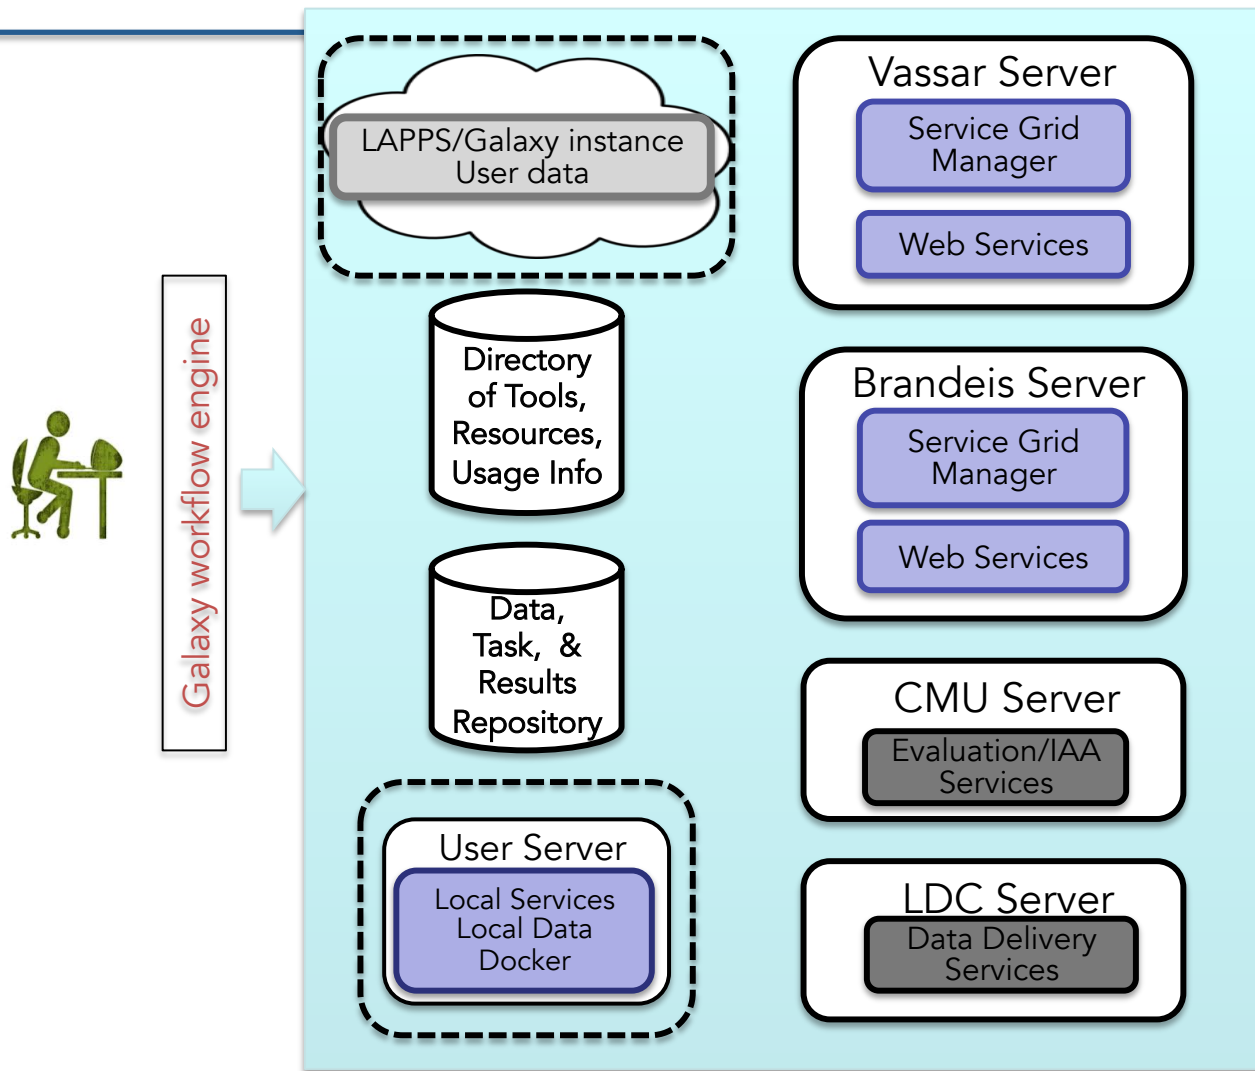 Galaxy workflow engine
LAPPS/Galaxy instance
User data
Directory
of Tools,
Resources,
Usage Info
Data,
Task, &
Results
Repository
User Server
Local Services
Local Data
Docker
Vassar Server
Service Grid
Manager
Web Services
Brandeis Server
Service Grid
Manager
Web Services
CMU Server
Evaluation/IAA
Services
LDC Server
Data Delivery
Services